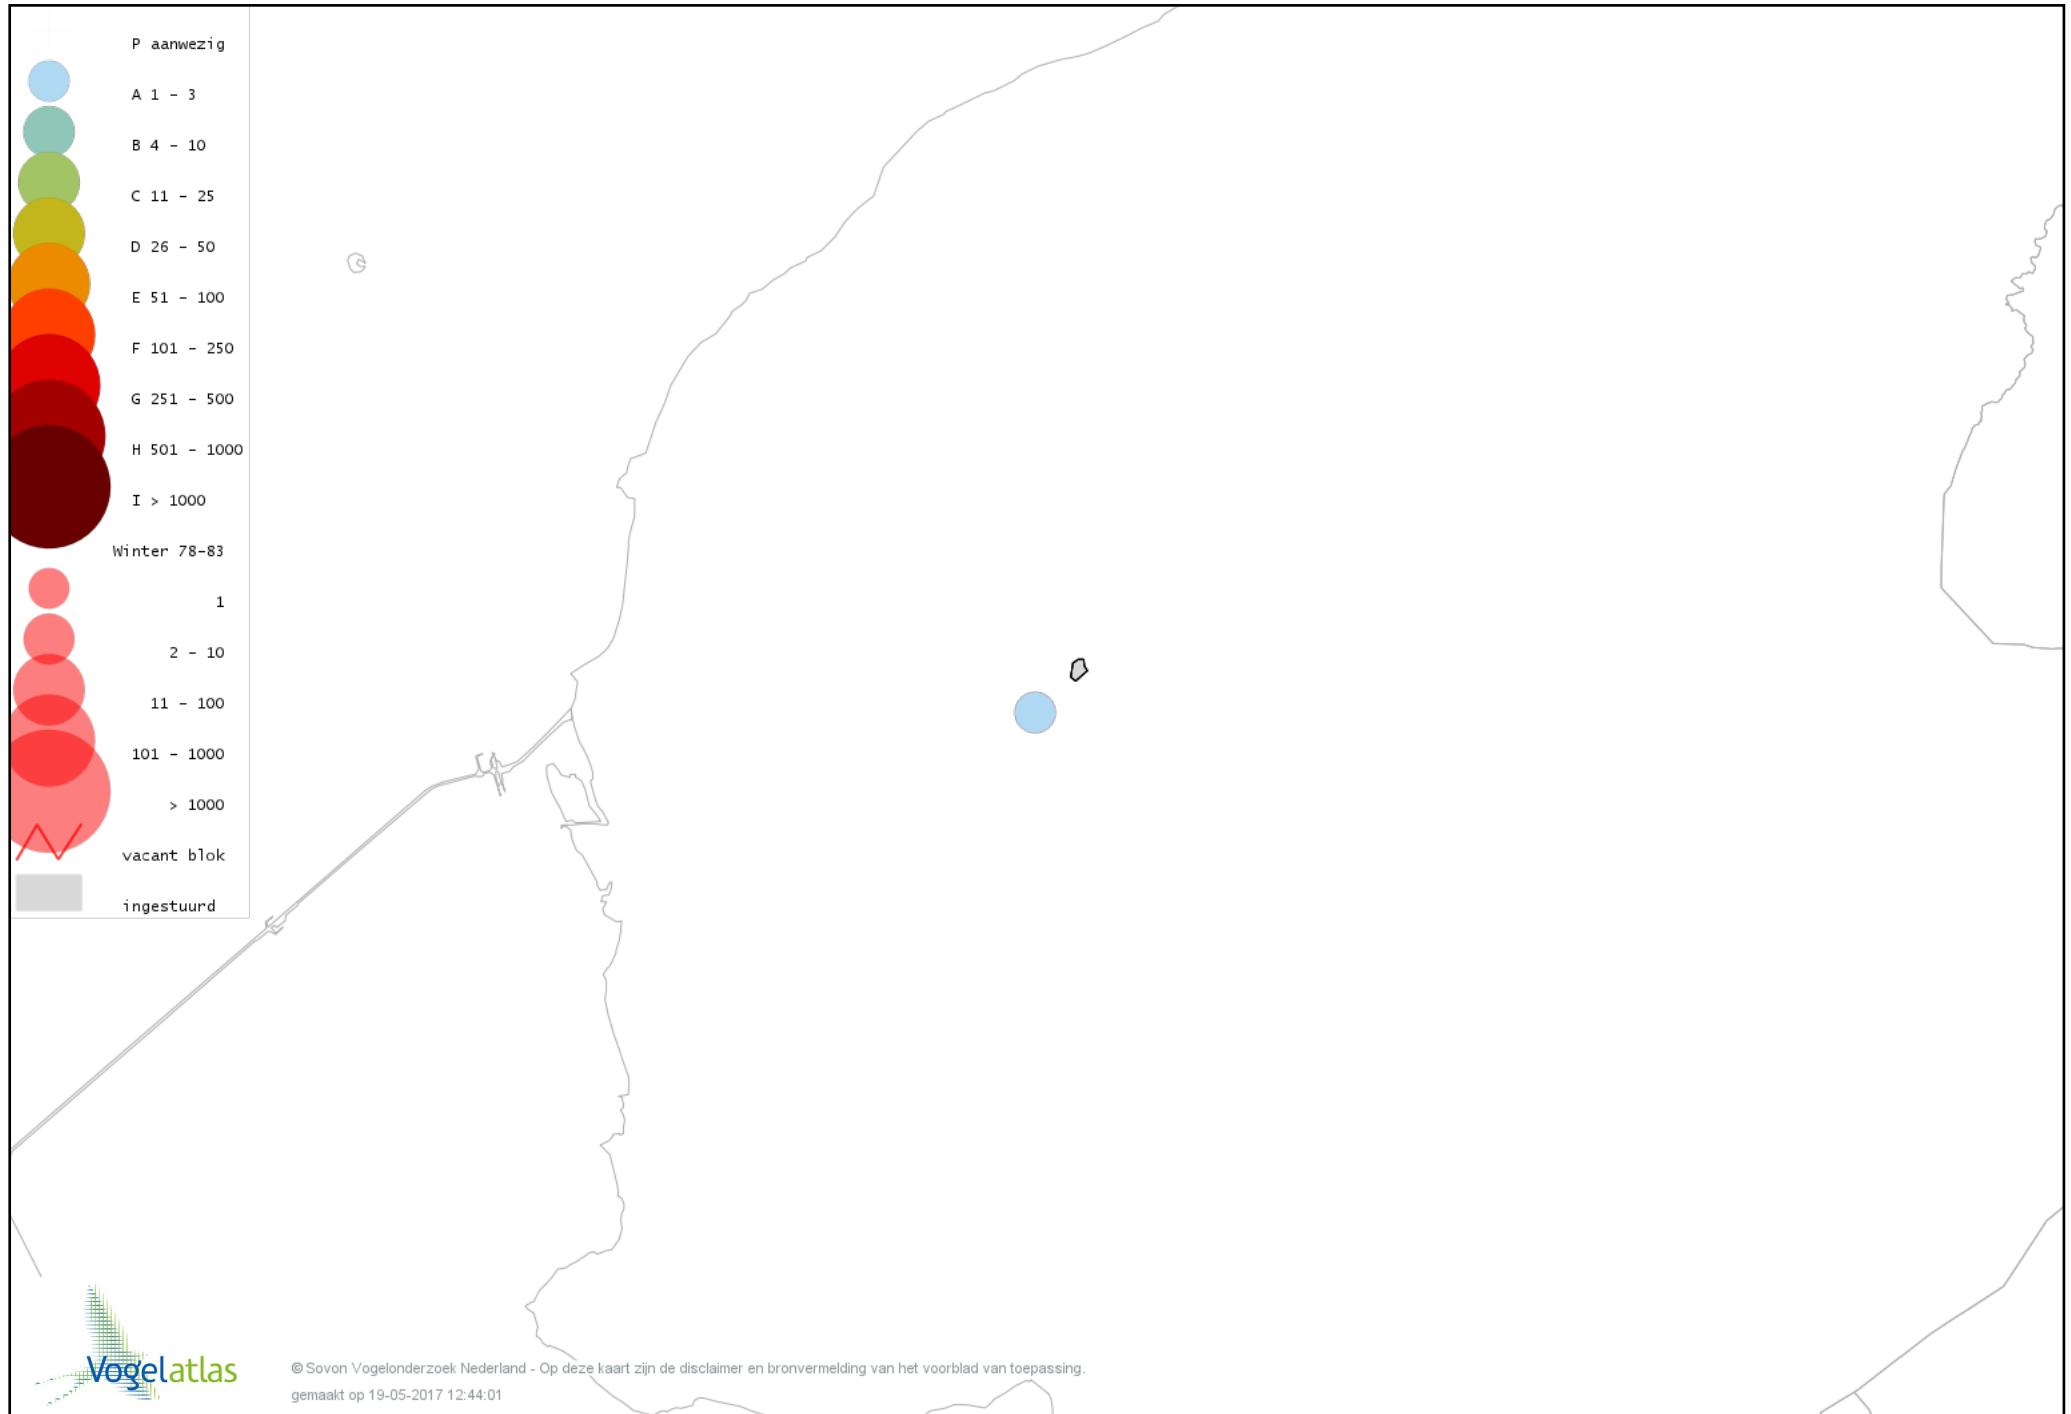 P aanwezig
A 1 - 3
B 4 - 10
C 11 - 25
D 26 - 50
E 51 - 100
F 101 - 250
G 251 - 500
H 501 - 1000
I > 1000
Winter 78-83
1
2 - 10
11 - 100
101 - 1000
> 1000
vacant blok
ingestuurd
Vogelatlas
© Sovon Vogelonderzoek Nederland - Op deze kaart zijn de disclaimer en bronvermelding van het voorblad van toepassing.
gemaakt op 19-05-2017 12:44:01